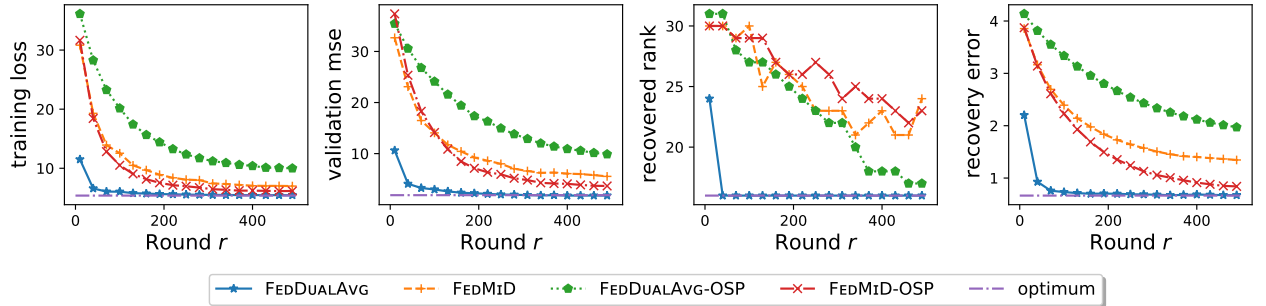 training loss
30
20
10
0
200
400
Round r
validation mse
30
20
10
0
200
400
Round r
recovered rank
30
25
20
0
200
400
Round r
recovery error
4
3
2
1
0
200
400
Round r
FEDDUALAVG FEDMID FEDDUALAVG-OSP FEDMID-OSP optimum